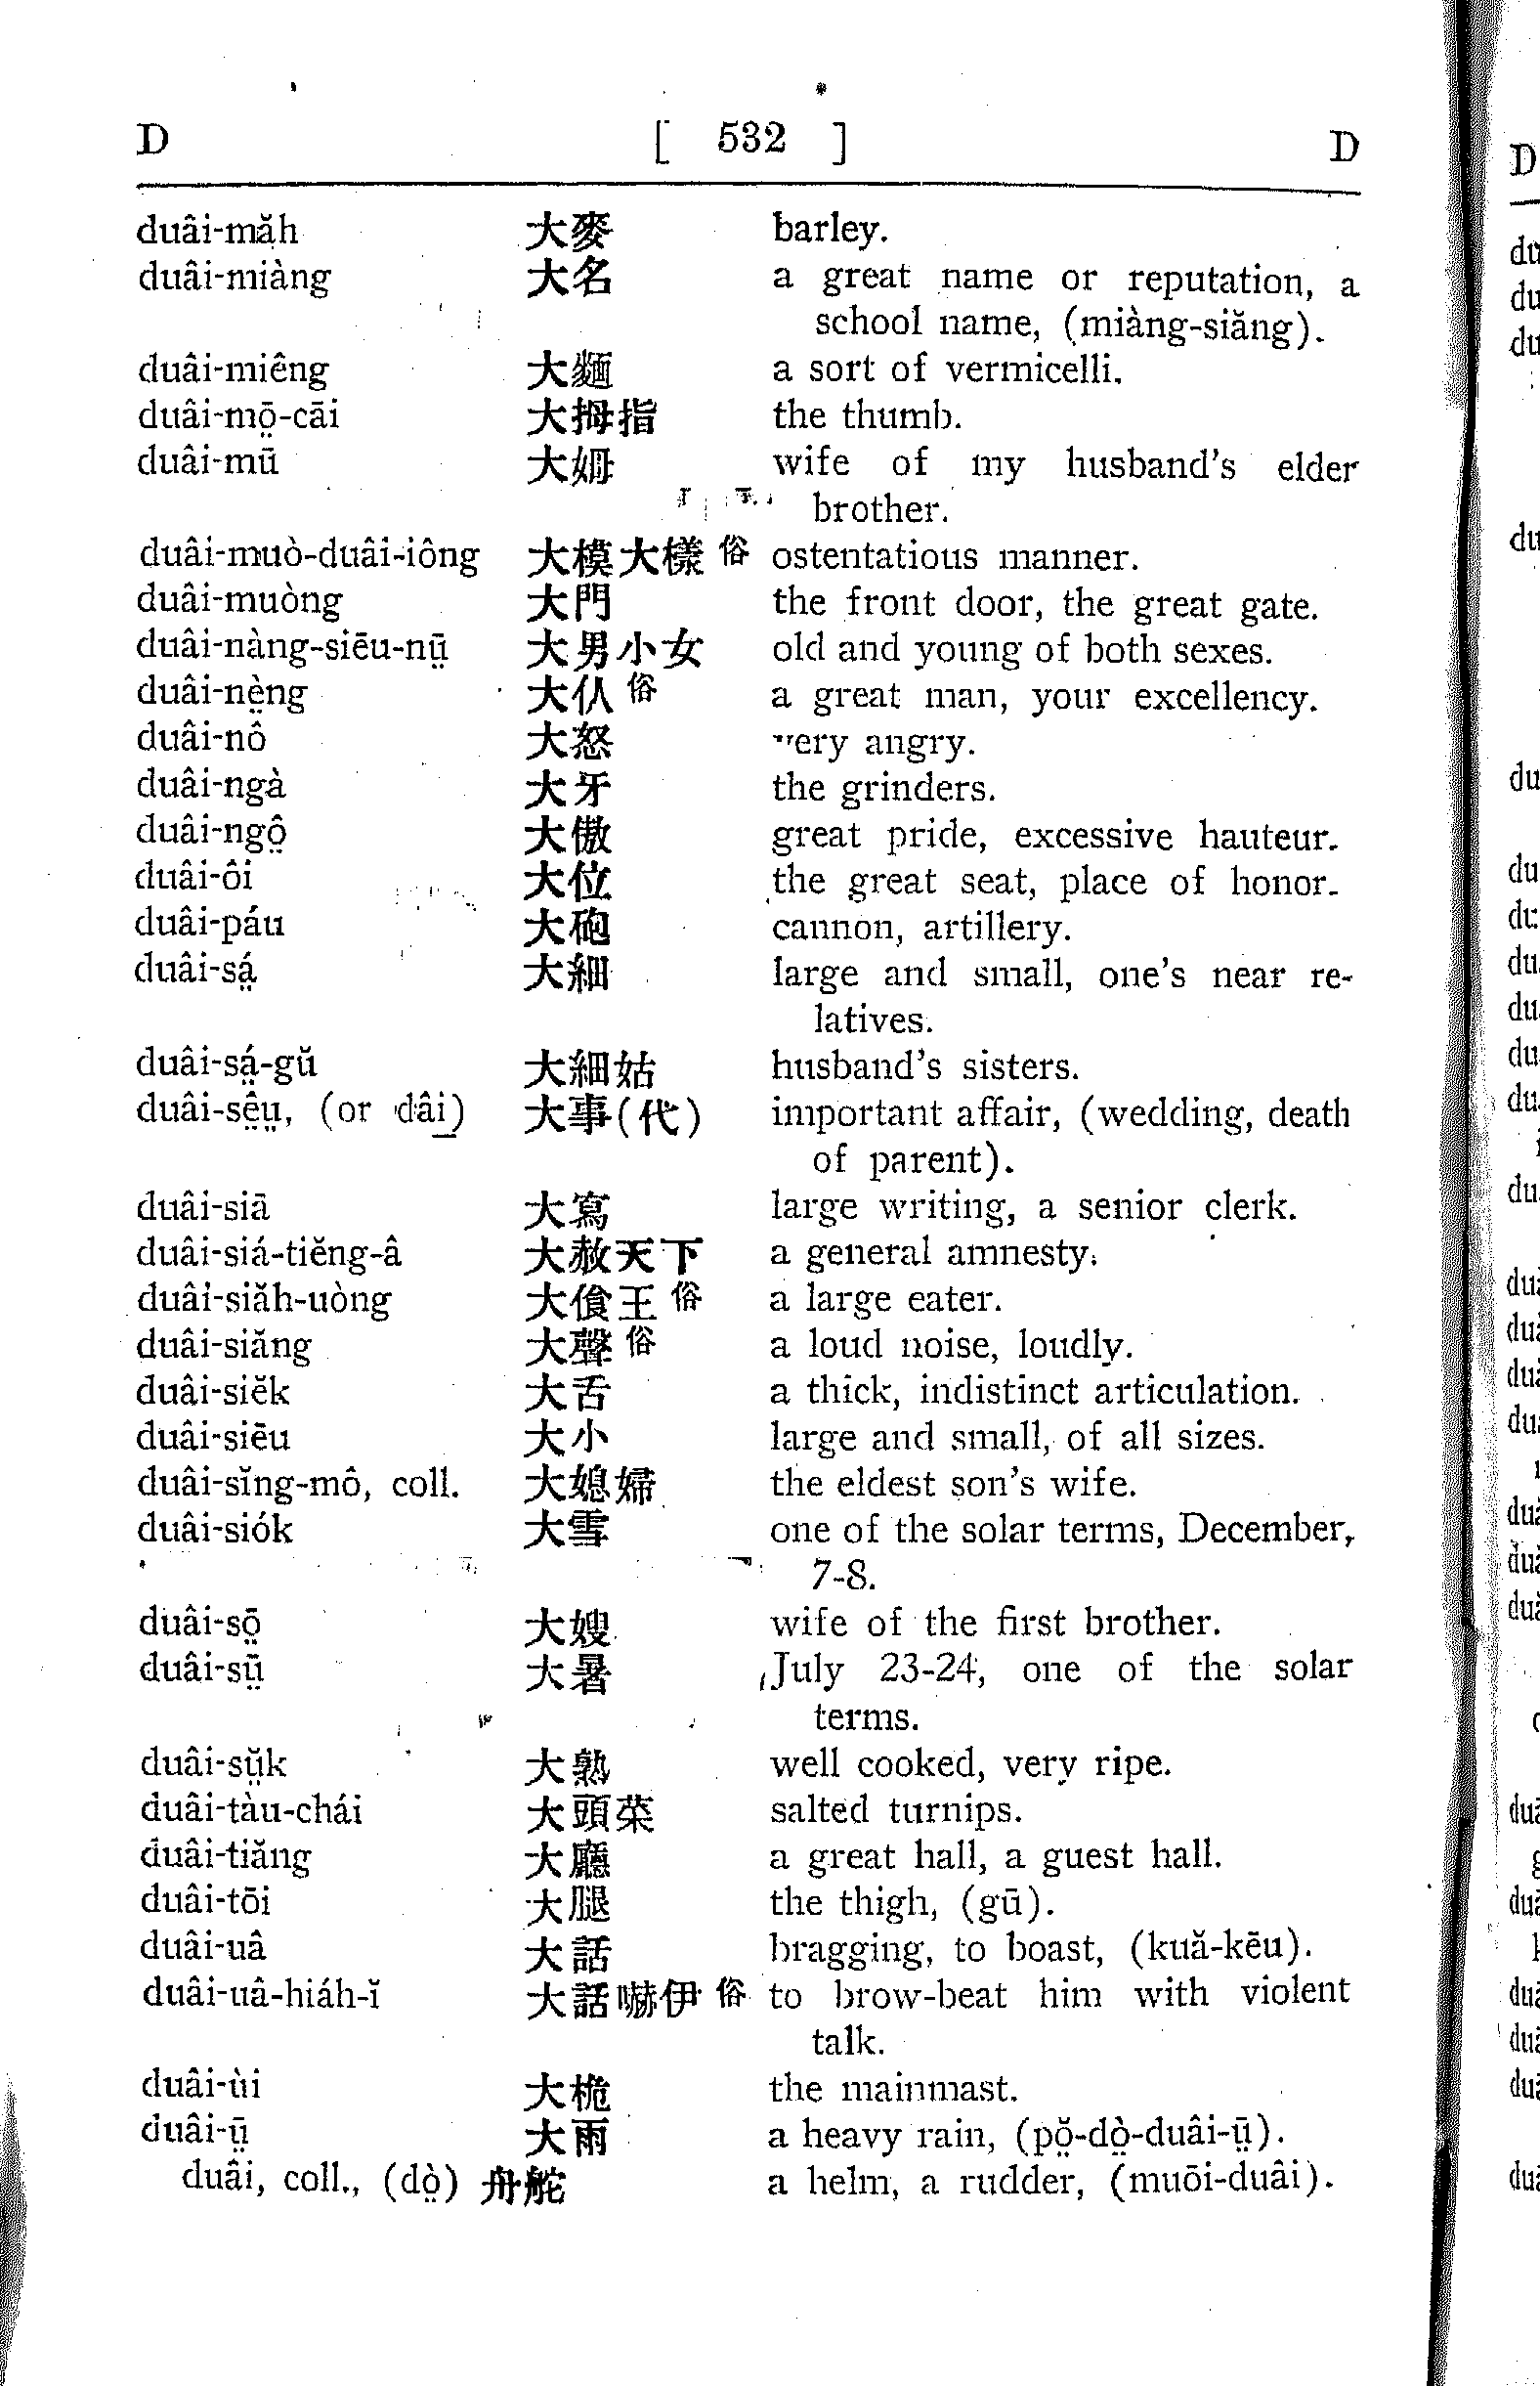 D [ 532 ] D
duâi-mă̤h 大麥 barley.
duâi-miàng 大名 a great name or reputation, a
school name, (miàng-siăng).
duâi-miêng 大麵 a sort of vermicelli.
duâi-mō̤-cāi 大拇指 the thumb.
duâi-mū 大姆 wife of my husband's elder
brother.
duâi-muò-duâi-iông 大模大樣 俗 ostentatious manner.
duâi-muòng 大門 the front door, the great gate.
duâi-nàng-siēu-nṳ̄ 大男小女 old and young of both sexes.
duâi-nè̤ng 大仈 俗 a great man, your excellency.
duâi-nô 大怒 very angry.
duâi-ngà 大牙 the grinders.
duâi-ngô̤ 大傲 great pride, excessive hauteur.
duâi-ôi 大位 the great seat, place of honor.
duâi-páu 大砲 cannon, artillery.
duâi-sá̤ 大細 large and small, one's near re-
latives.
duâi-sá̤-gŭ 大細姑 husband's sisters.
duâi-sê̤ṳ, (or dâi) 大事(代) important affair, (wedding, death
of parent).
duâi-siā 大寫 large writing, a senior clerk.
duâi-siá-tiĕng-â 大赦天下 a general amnesty.
duâi-siăh-uòng 大飡王 俗 a large eater.
duâi-siăng 大聲 俗 a loud noise, loudly.
duâi-siĕk 大舌 a thick, indistinct articulation.
duâi-siēu 大小 large and small, of all sizes.
duâi-sĭng-mô, coll. 大媳婦 the eldest son's wife.
duâi-siók 大雪 one of the solar terms, December,
7-8.
duâi-sō̤ 大嫂 wife of the first brother.
duâi-sṳ̄ 大暑 July 23-24, one of the solar
terms.
duâi-sṳ̆k 大熟 well cooked, very ripe.
duâi-tàu-chái 大頭菜 salted turnips.
duâi-tiăng 大廳 a great hall, a guest hall.
duâi-tōi 大腿 the thigh, (gū).
duâi-uâ 大話 bragging, to boast, (kuă-kēu).
duâi-uâ-hiáh-ĭ 大話嚇伊 俗 to brow-beat him with violent
talk.
duâi-ùi 大桅 the mainmast.
duâi-ṳ̄ 大雨 a heavy rain, (pŏ̤-dò̤-duâi-ṳ̄).
duâi, coll., (dò̤) 舟舵 a helm, a rudder, (muōi-duâi).